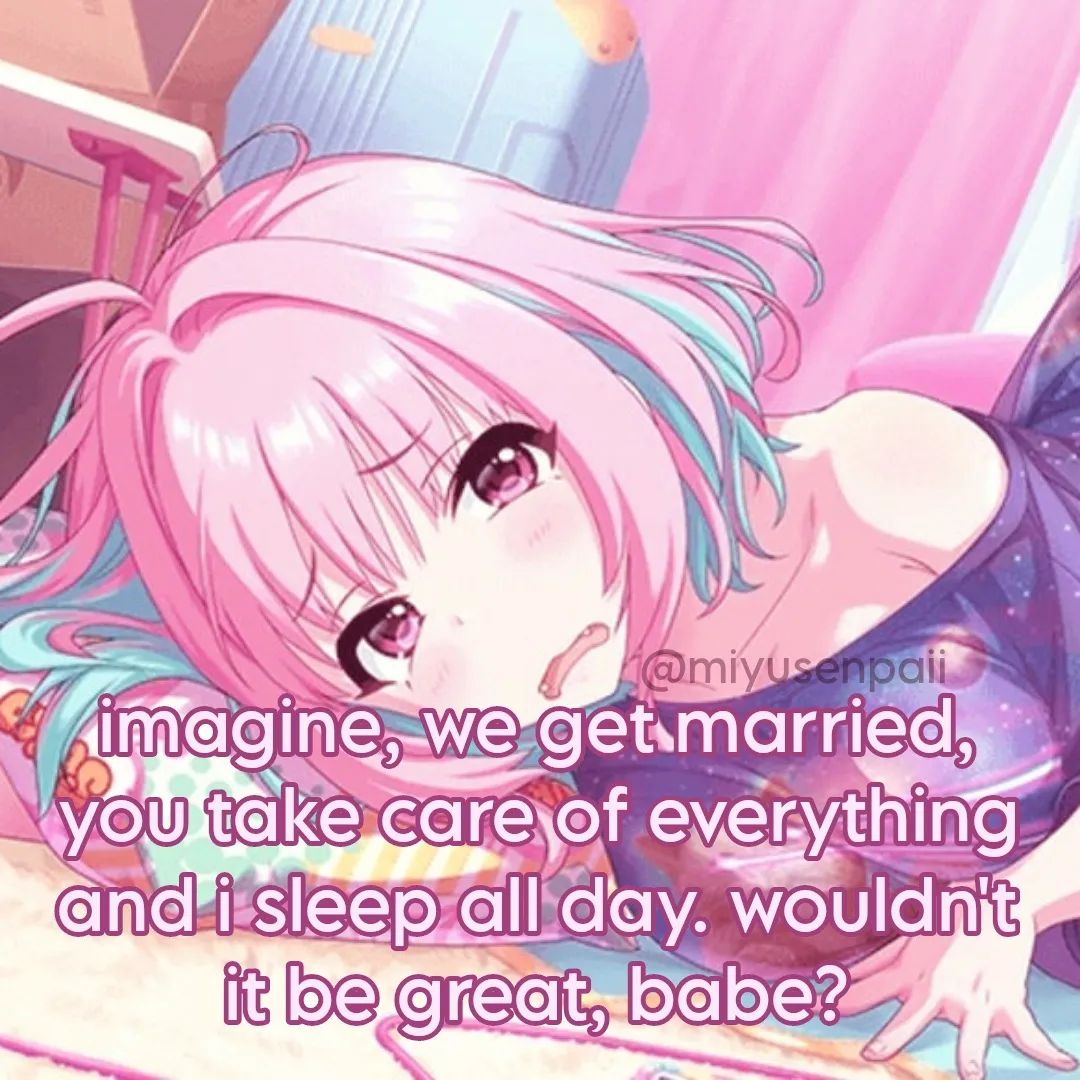 @miyusenpaii
imagine, we get married,
you take care of everything
and i sleep all day. wouldn't
it be great, babe?